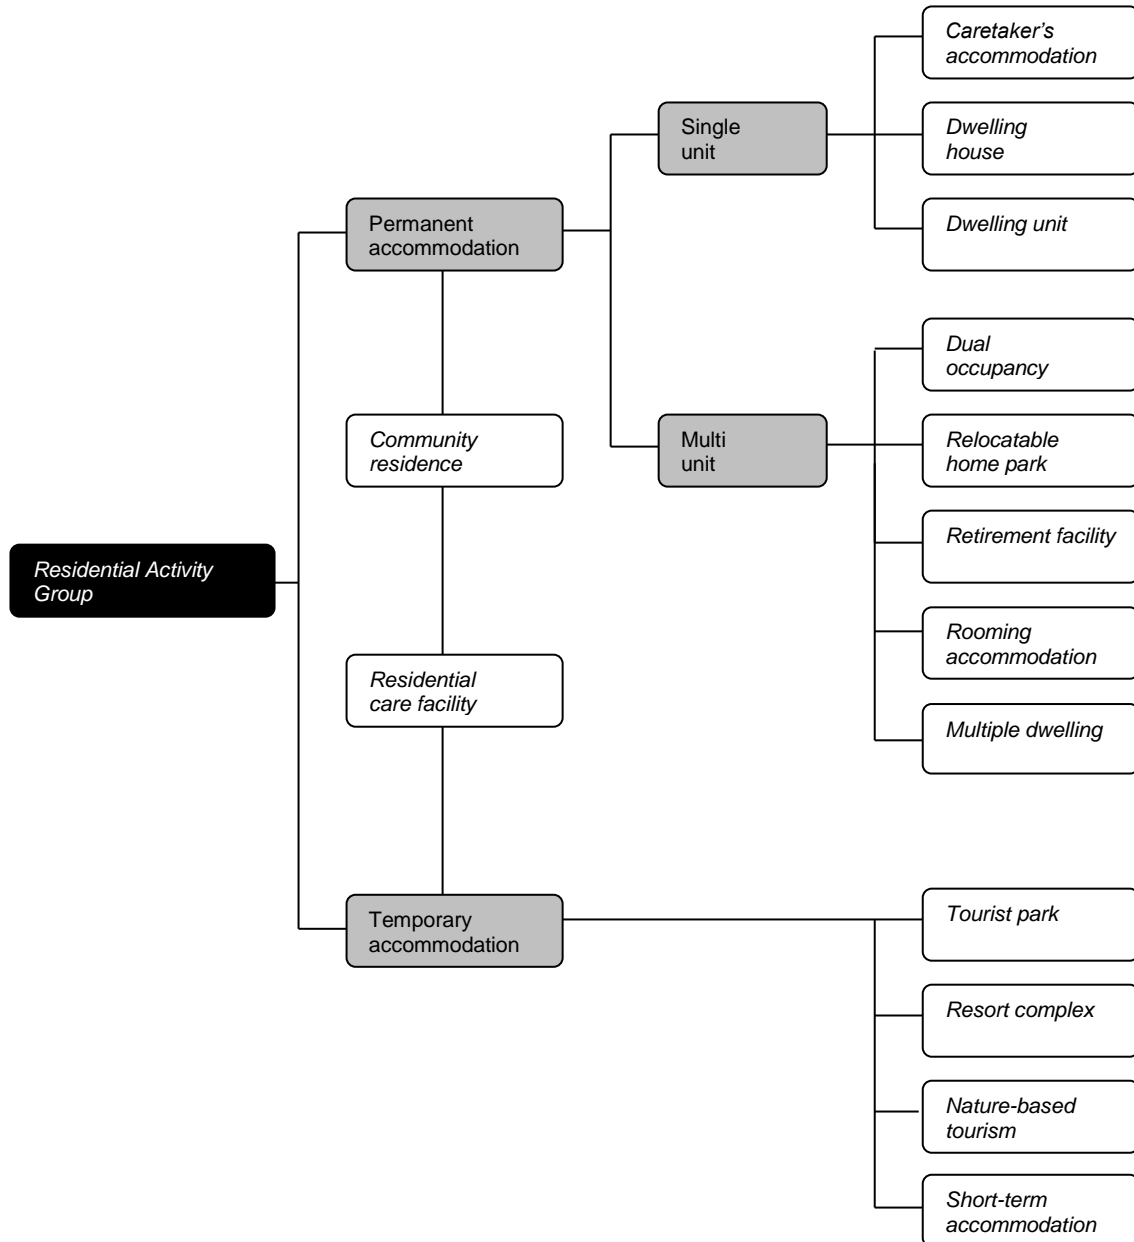 Caretaker’s
accommodation
Single
unit
Dwelling
house
Permanent
accommodation
Dwelling unit
Dual
occupancy
Community
residence
Multi
unit
Relocatable
home park
Retirement facility
Residential Activity
Group
Rooming
accommodation
Residential
care facility
Multiple dwelling
Temporary
accommodation
Tourist park
Resort complex
Nature-based
tourism
Short-term
accommodation